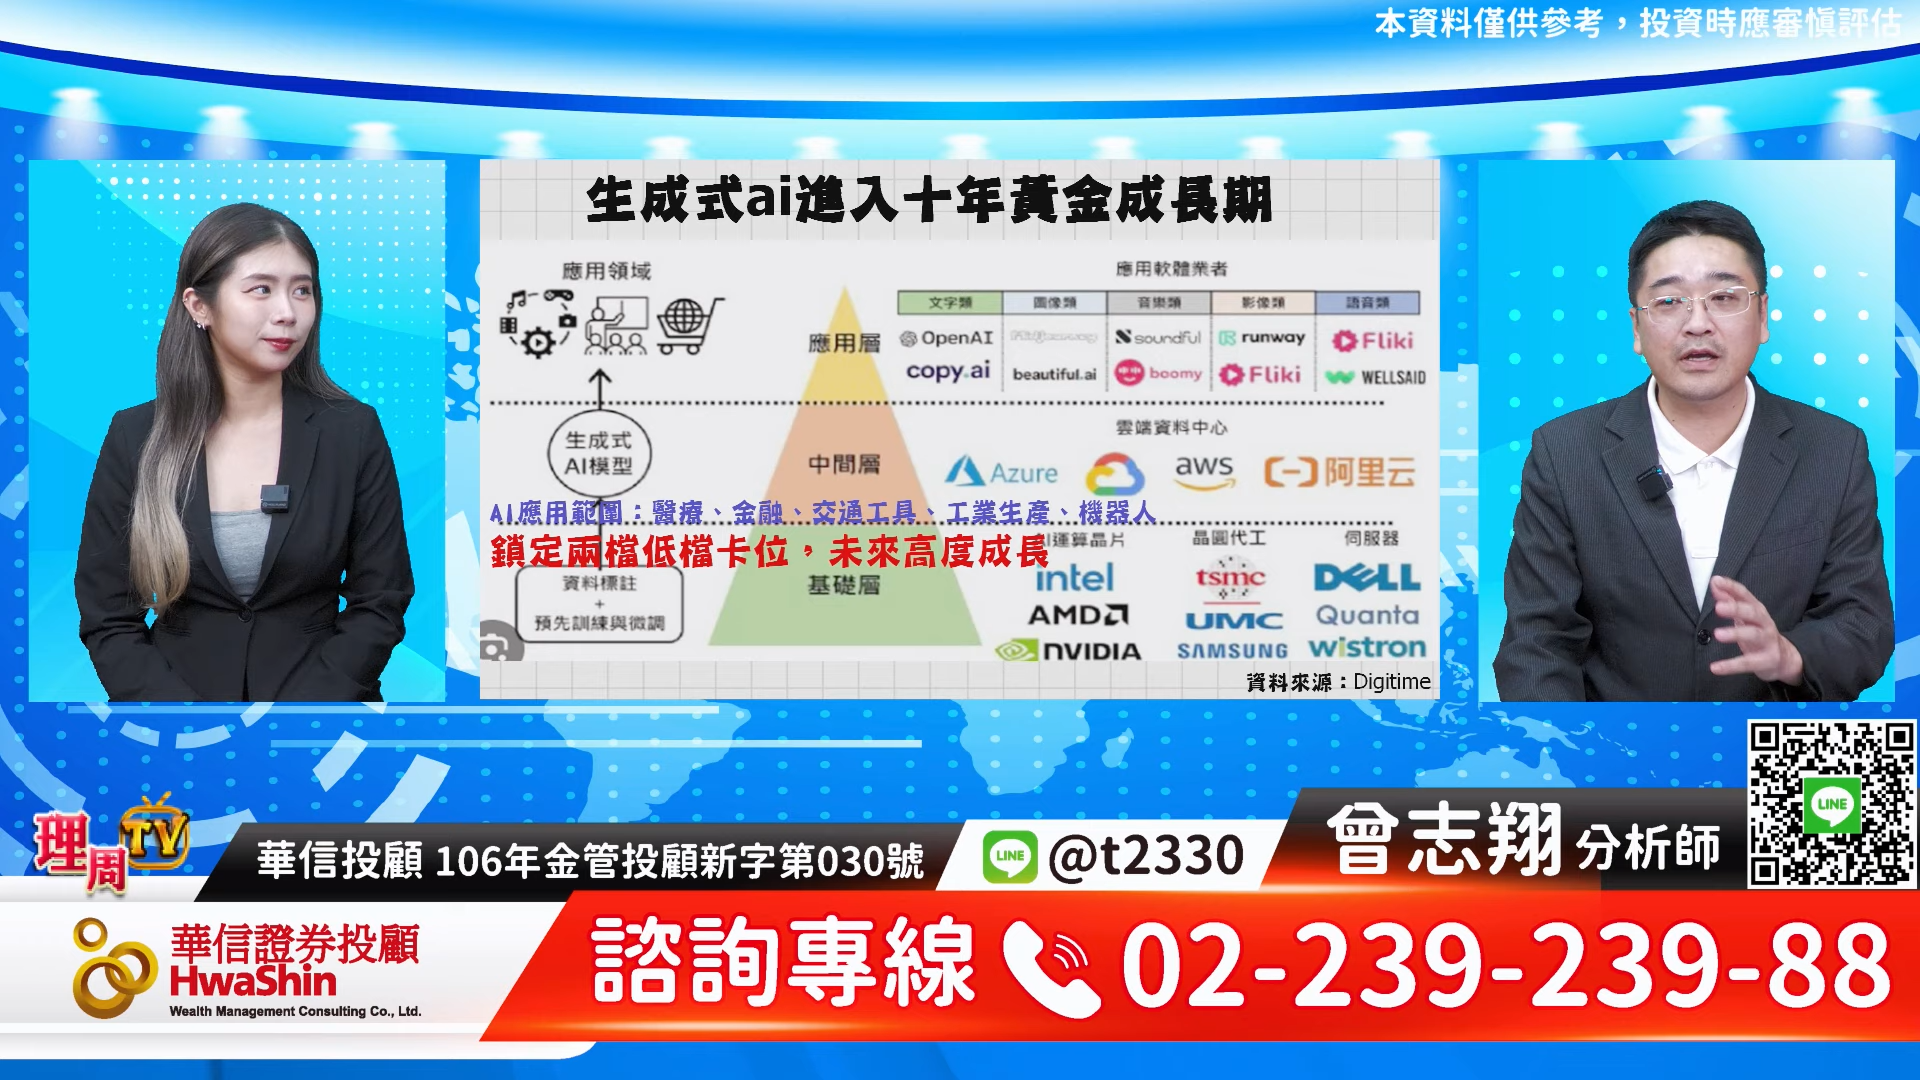 本資料僅供參考，投資時應審慎評估
生成式ai進入十年黃金成長期
應用領域
應用軟體業者
文字類 圖像類 音樂類 影像類 語音類
應用層
OpenAI Midjourney soundful runway Fliki
copy.ai beautiful.ai boomy Fliki WELLSAID
生成式
AI模型
雲端資料中心
中間層
Azure aws 阿里云
AI應用範圍：醫療、金融、交通工具、工業生產、機器人
鎖定兩檔低檔卡位，未來高度成長
運算晶片 晶圓代工 伺服器
資料標註
+
預先訓練與微調
基礎層
intel tsmc DELL
AMD UMC Quanta
NVIDIA SAMSUNG wistron
資料來源：Digitime
理周TV
華信投顧 106年金管投顧新字第030號
LINE @t2330
曾志翔 分析師
LINE
華信證券投顧
HwaShin
Wealth Management Consulting Co., Ltd.
諮詢專線 02-239-239-88